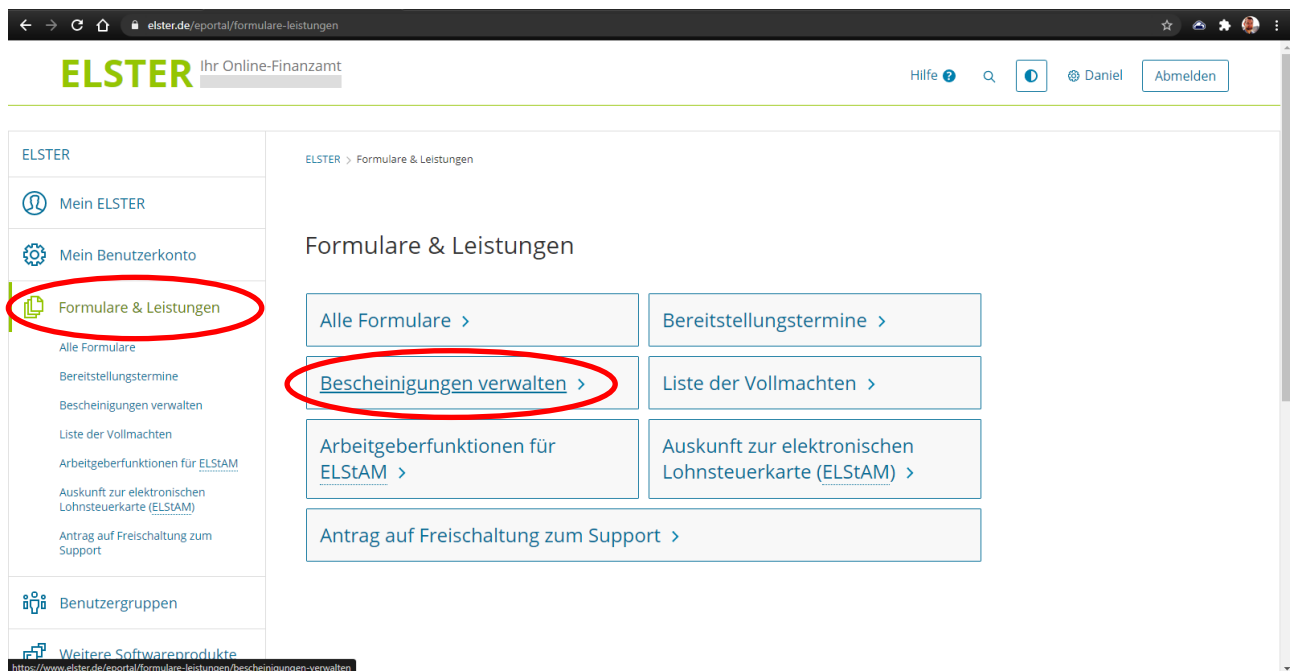 elster.de/eportal/formulare-leistungen
ELSTER Ihr Online-Finanzamt
Hilfe ?
Daniel
Abmelden
ELSTER
Mein ELSTER
Mein Benutzerkonto
Formulare & Leistungen
Alle Formulare
Bereitstellungstermine
Bescheinigungen verwalten
Liste der Vollmachten
Arbeitgeberfunktionen für ELStAM
Auskunft zur elektronischen
Lohnsteuerkarte (ELStAM)
Antrag auf Freischaltung zum
Support
Benutzergruppen
Weitere Softwareprodukte
https://www.elster.de/eportal/formulare-leistungen/bescheinigungen-verwalten
ELSTER > Formulare & Leistungen
Formulare & Leistungen
Alle Formulare >
Bereitstellungstermine >
Bescheinigungen verwalten >
Liste der Vollmachten >
Arbeitgeberfunktionen für
ELStAM >
Auskunft zur elektronischen
Lohnsteuerkarte (ELStAM) >
Antrag auf Freischaltung zum Support >